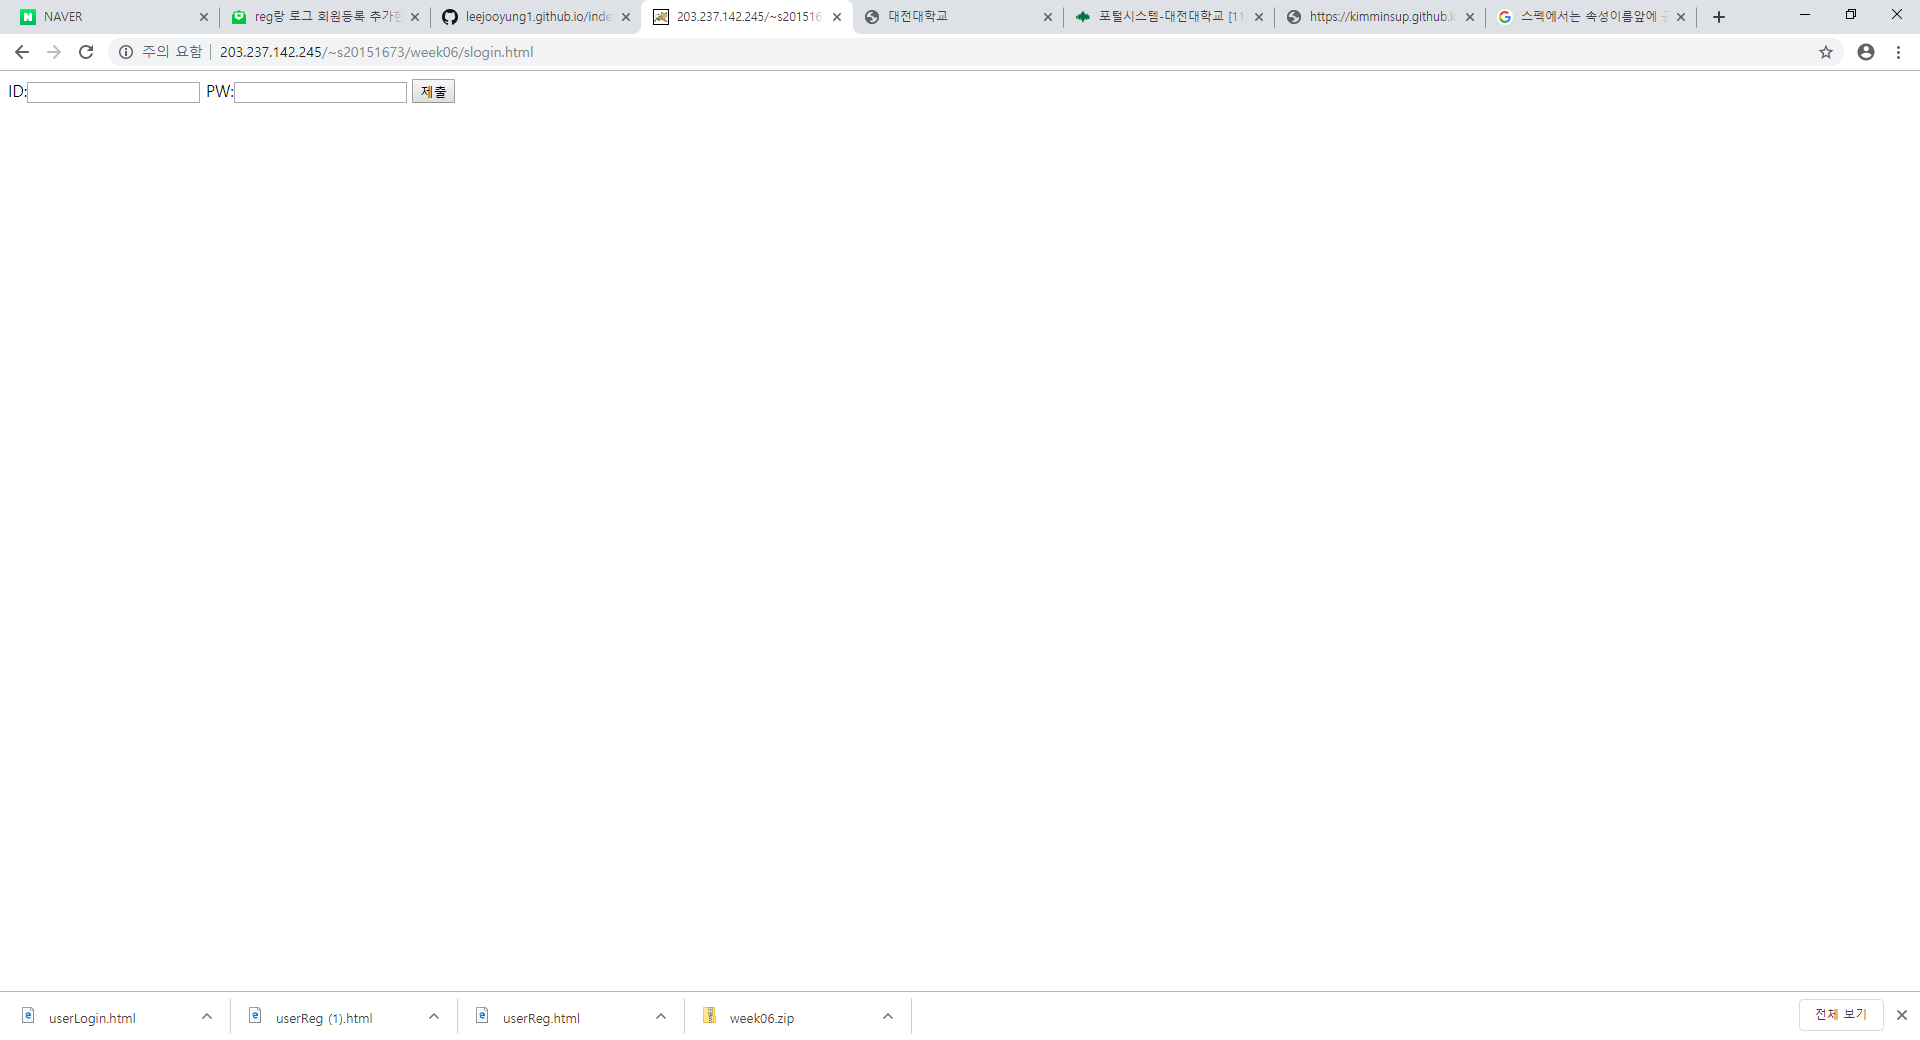 NAVER
reg랑 로그 회원등록 추가한
leejooyung1.github.io/inde
203.237.142.245/~s201516
대전대학교
포털시스템-대전대학교 [11
https://kimminsup.github.io
스펙에서는 속성이름앞에
주의 요함 203.237.142.245/~s20151673/week06/slogin.html
ID: PW: 제출
userLogin.html
userReg (1).html
userReg.html
week06.zip
전체 보기